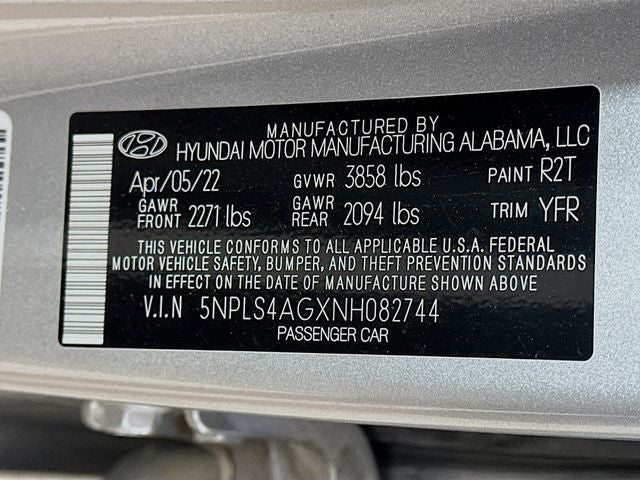 MANUFACTURED BY
HYUNDAI MOTOR MANUFACTURING ALABAMA, LLC
Apr/05/22 GVWR 3858 lbs PAINT R2T
GAWR FRONT 2271 lbs GAWR REAR 2094 lbs TRIM YFR
THIS VEHICLE CONFORMS TO ALL APPLICABLE U.S.A. FEDERAL
MOTOR VEHICLE SAFETY, BUMPER, AND THEFT PREVENTION STANDARDS
IN EFFECT ON THE DATE OF MANUFACTURE SHOWN ABOVE
V.I.N 5NPLS4AGXNH082744
PASSENGER CAR